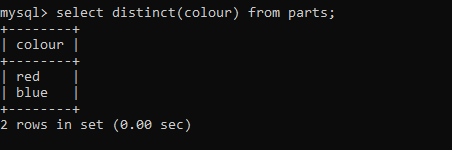 mysql> select distinct(colour) from parts;
+--------+
| colour |
+--------+
| red    |
| blue   |
+--------+
2 rows in set (0.00 sec)